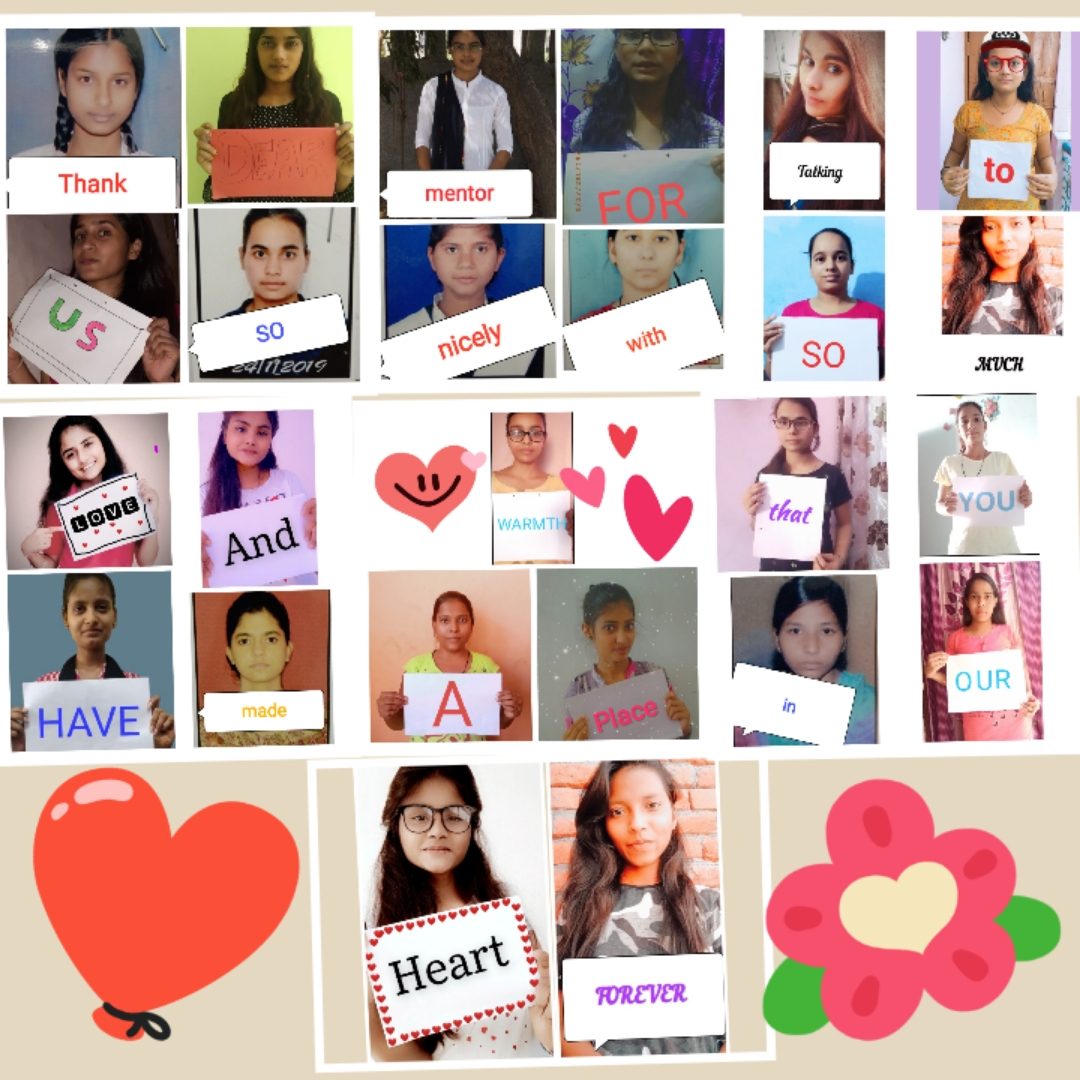 Thank
DEAR
mentor
FOR
Talking
to
US
SO
24/11/2019
nicely
with
SO
MUCH
LOVE
And
WARMTH
that
YOU
HAVE
made
A
Place
in
OUR
Heart
FOREVER